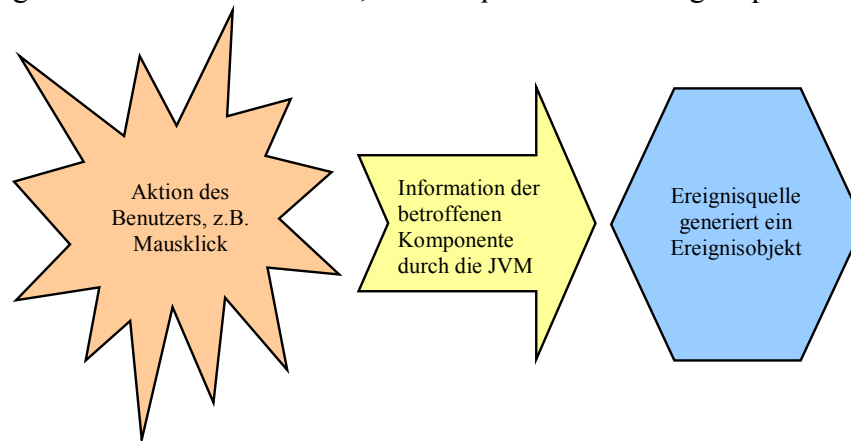 Aktion des
Benutzers, z.B.
Mausklick
Information der
betroffenen
Komponente
durch die JVM
Ereignisquelle
generiert ein
Ereignisobjekt